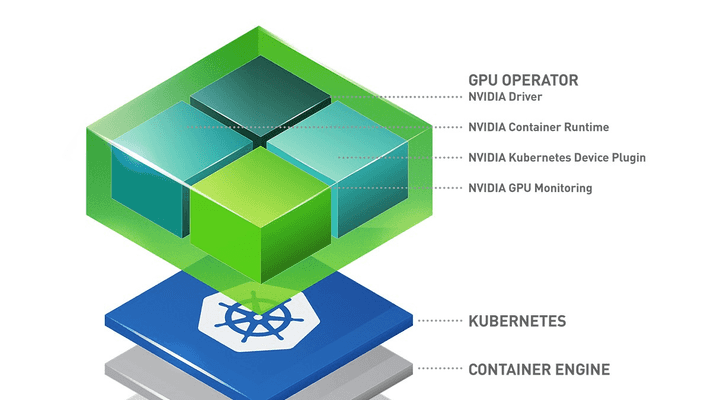 GPU OPERATOR
NVIDIA Driver
NVIDIA Container Runtime
NVIDIA Kubernetes Device Plugin
NVIDIA GPU Monitoring
KUBERNETES
CONTAINER ENGINE